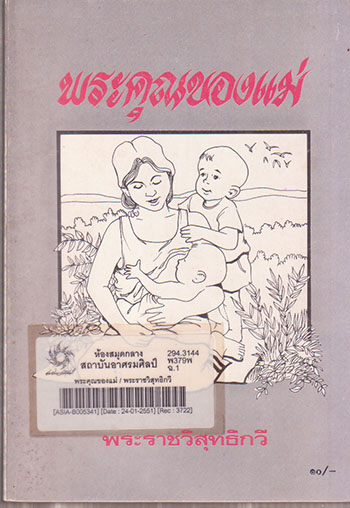 พระคุณของแม่
ห้องสมุดกลาง
สถาบันอาศรมศิลป์
294.3144
พ379พ
ฉ.1
พระคุณของแม่ / พระราชวิสุทธิกวี
[ASIA-B005341] [Date : 24-01-2551] [Rec : 3722]
พระราชวิสุทธิกวี
๑๐/-